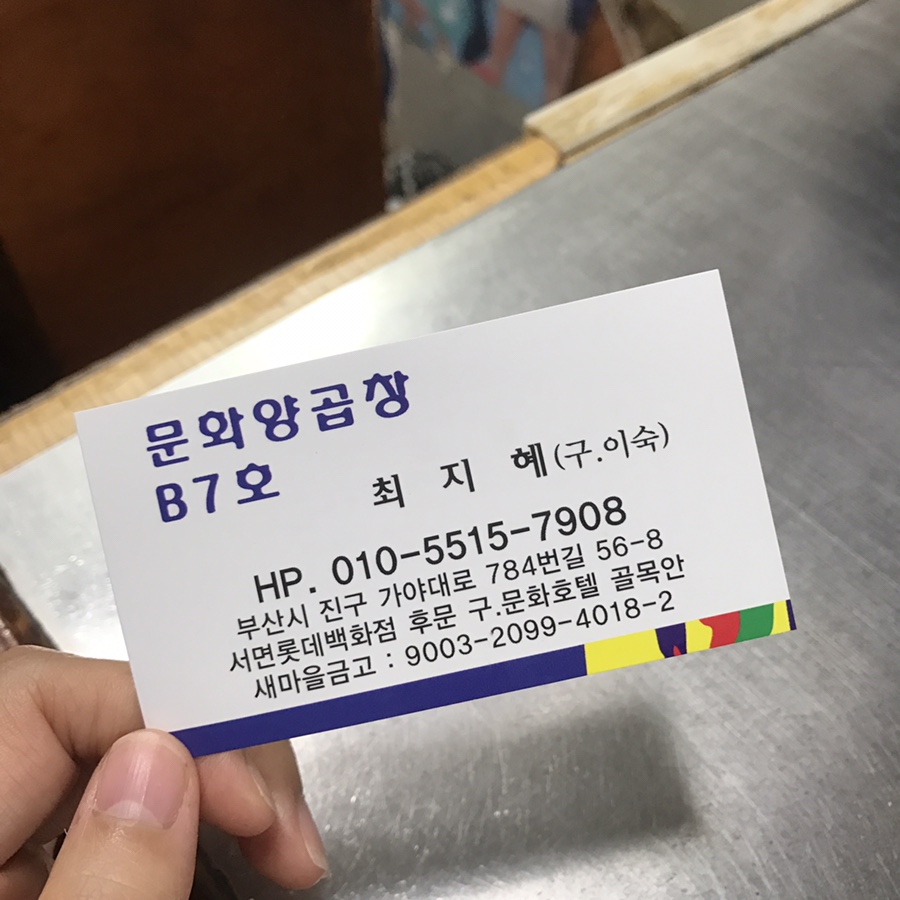 문화양곱창
B7호
최 지 혜(구.이숙)
HP. 010-5515-7908
부산시 진구 가야대로 784번길 56-8
서면롯데백화점 후문 구.문화호텔 골목안
새마을금고 : 9003-2099-4018-2